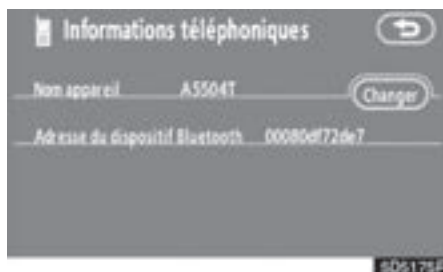 Informations téléphoniques
Nom appareil A5504T Changer
Adresse du dispositif Bluetooth 00080df72de7